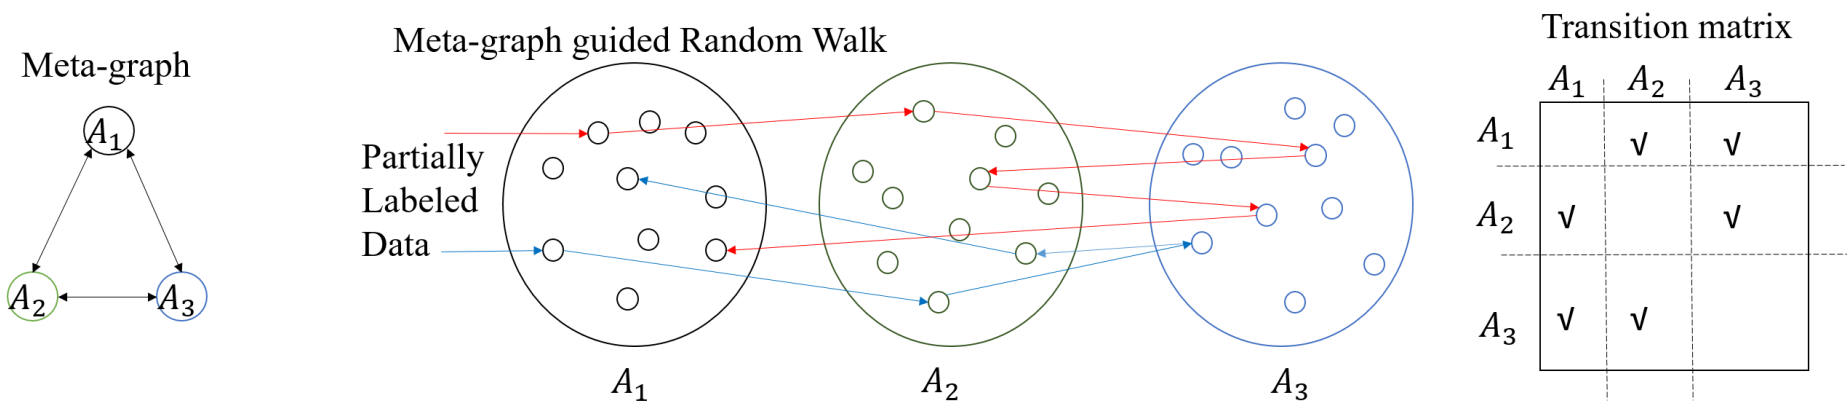 Meta-graph
A₁
A₂ A₃
Meta-graph guided Random Walk
Partially
Labeled
Data
A₁ A₂ A₃
Transition matrix
A₁ A₂ A₃
A₁ √ √
A₂ √ √
A₃ √ √